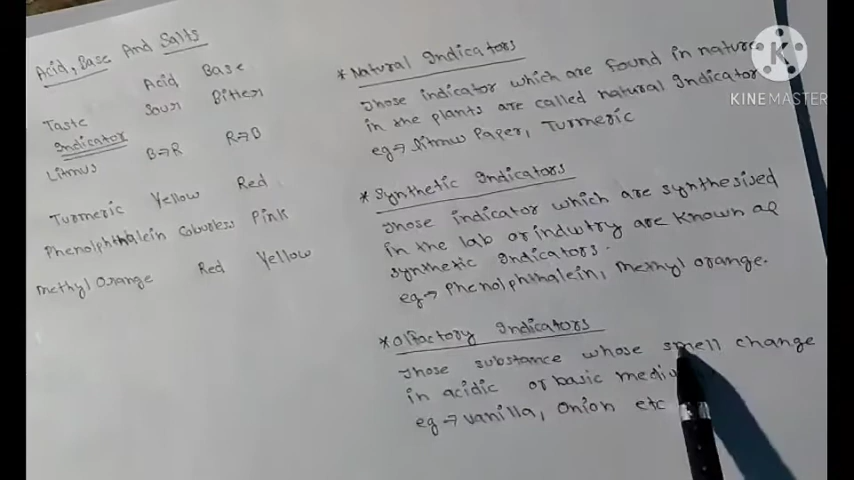 Acid, Base And Salts
Acid Base
Taste Sour Bitter
Indicator
Litmus B→R R→B
Turmeric Yellow Red
Phenolphthalein Colourless Pink
Methyl Orange Red Yellow
* Natural Indicators
Those indicator which are found in nature
in the plants are called natural Indicator
eg→ litmus Paper, Turmeric
* Synthetic Indicators
Those indicator which are synthesised
in the lab or industry are known as
synthetic Indicators.
eg→ Phenolphthalein, Methyl orange.
* Olfactory Indicators
Those substance whose smell change
in acidic or basic
eg→ vanilla, onion etc
KINEMASTER